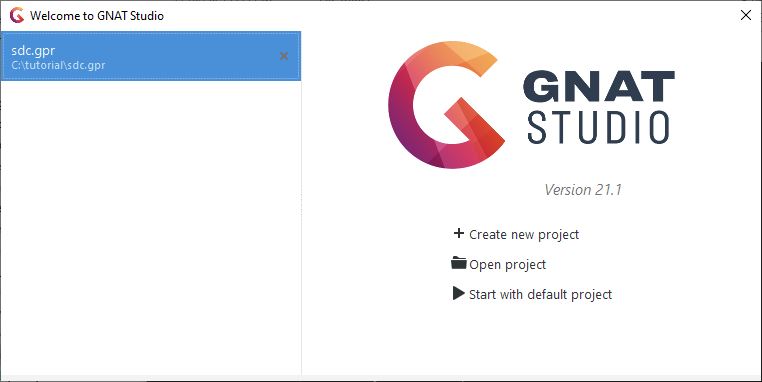 Welcome to GNAT Studio
sdc.gpr
C:\tutorial\sdc.gpr
GNAT
STUDIO
Version 21.1
Create new project
Open project
Start with default project